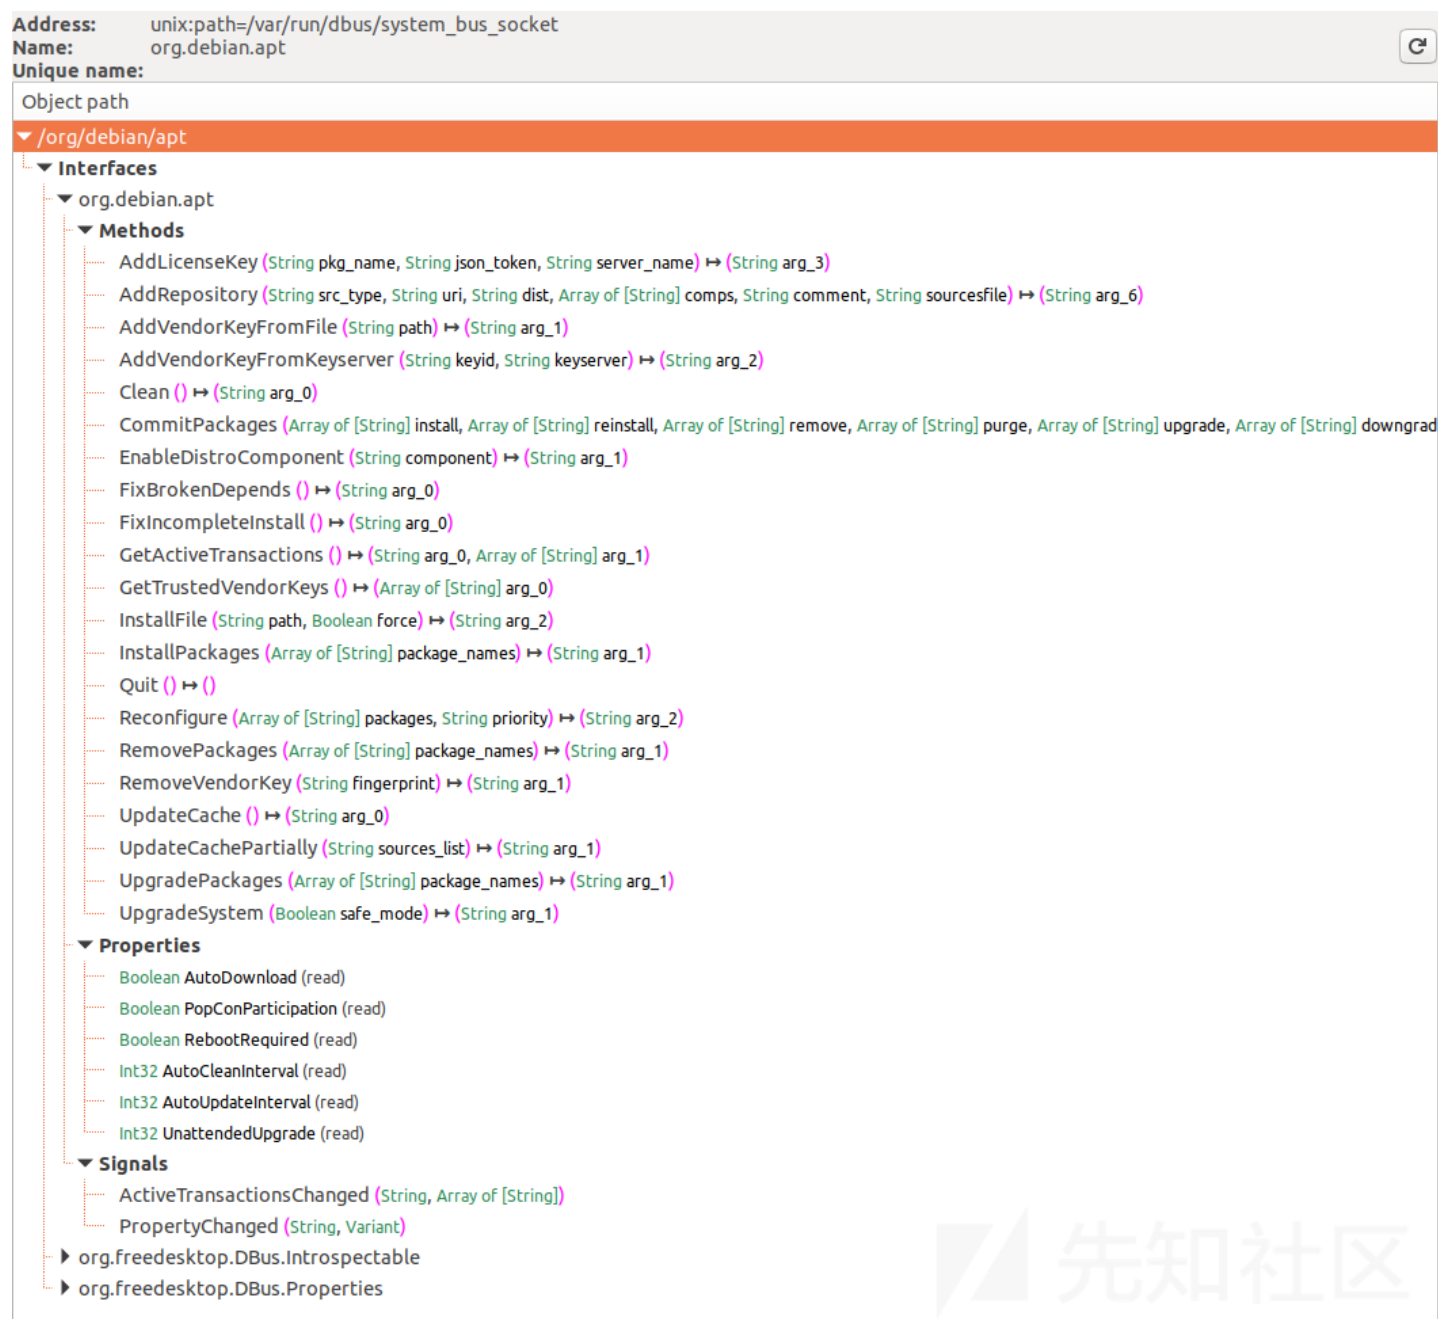 Address: unix:path=/var/run/dbus/system_bus_socket
Name: org.debian.apt
Unique name:
Object path
/org/debian/apt
Interfaces
org.debian.apt
Methods
AddLicenseKey (String pkg_name, String json_token, String server_name) ↦ (String arg_3)
AddRepository (String src_type, String uri, String dist, Array of [String] comps, String comment, String sourcesfile) ↦ (String arg_6)
AddVendorKeyFromFile (String path) ↦ (String arg_1)
AddVendorKeyFromKeyserver (String keyid, String keyserver) ↦ (String arg_2)
Clean () ↦ (String arg_0)
CommitPackages (Array of [String] install, Array of [String] reinstall, Array of [String] remove, Array of [String] purge, Array of [String] upgrade, Array of [String] downgrad
EnableDistroComponent (String component) ↦ (String arg_1)
FixBrokenDepends () ↦ (String arg_0)
FixIncompleteInstall () ↦ (String arg_0)
GetActiveTransactions () ↦ (String arg_0, Array of [String] arg_1)
GetTrustedVendorKeys () ↦ (Array of [String] arg_0)
InstallFile (String path, Boolean force) ↦ (String arg_2)
InstallPackages (Array of [String] package_names) ↦ (String arg_1)
Quit () ↦ ()
Reconfigure (Array of [String] packages, String priority) ↦ (String arg_2)
RemovePackages (Array of [String] package_names) ↦ (String arg_1)
RemoveVendorKey (String fingerprint) ↦ (String arg_1)
UpdateCache () ↦ (String arg_0)
UpdateCachePartially (String sources_list) ↦ (String arg_1)
UpgradePackages (Array of [String] package_names) ↦ (String arg_1)
UpgradeSystem (Boolean safe_mode) ↦ (String arg_1)
Properties
Boolean AutoDownload (read)
Boolean PopConParticipation (read)
Boolean RebootRequired (read)
Int32 AutoCleanInterval (read)
Int32 AutoUpdateInterval (read)
Int32 UnattendedUpgrade (read)
Signals
ActiveTransactionsChanged (String, Array of [String])
PropertyChanged (String, Variant)
org.freedesktop.DBus.Introspectable
org.freedesktop.DBus.Properties
先知社区